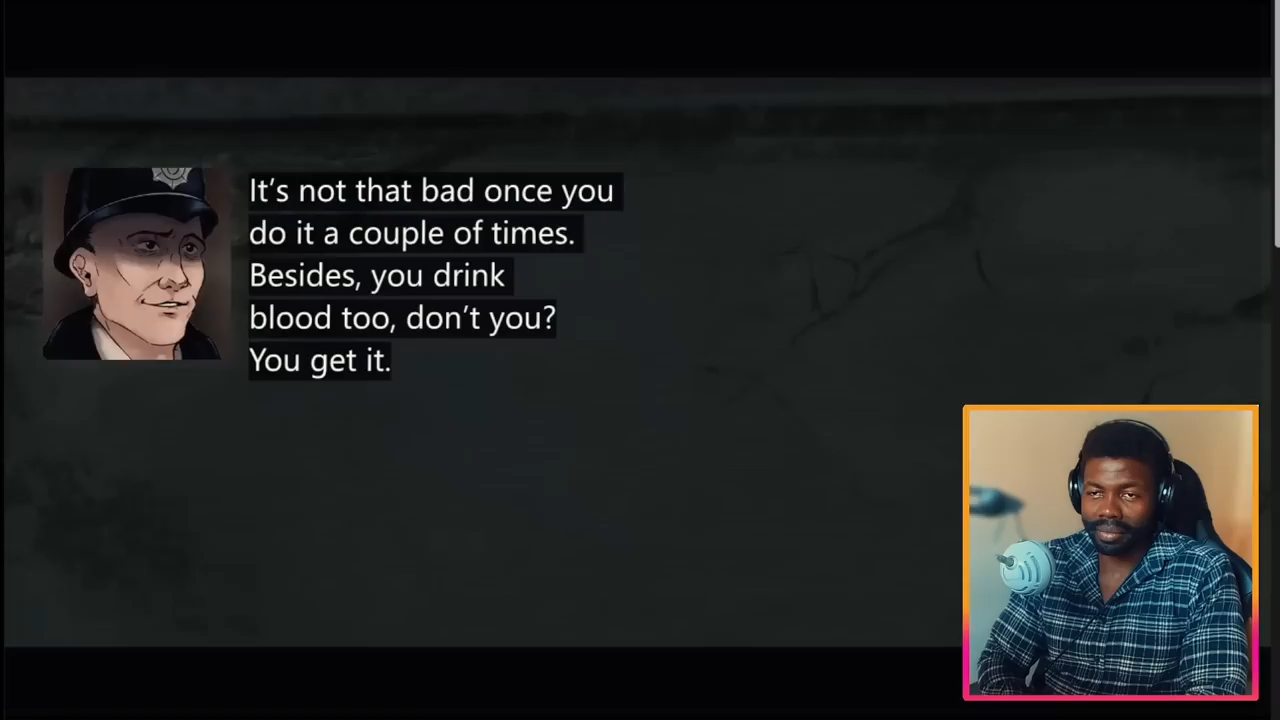 It’s not that bad once you
do it a couple of times.
Besides, you drink
blood too, don’t you?
You get it.